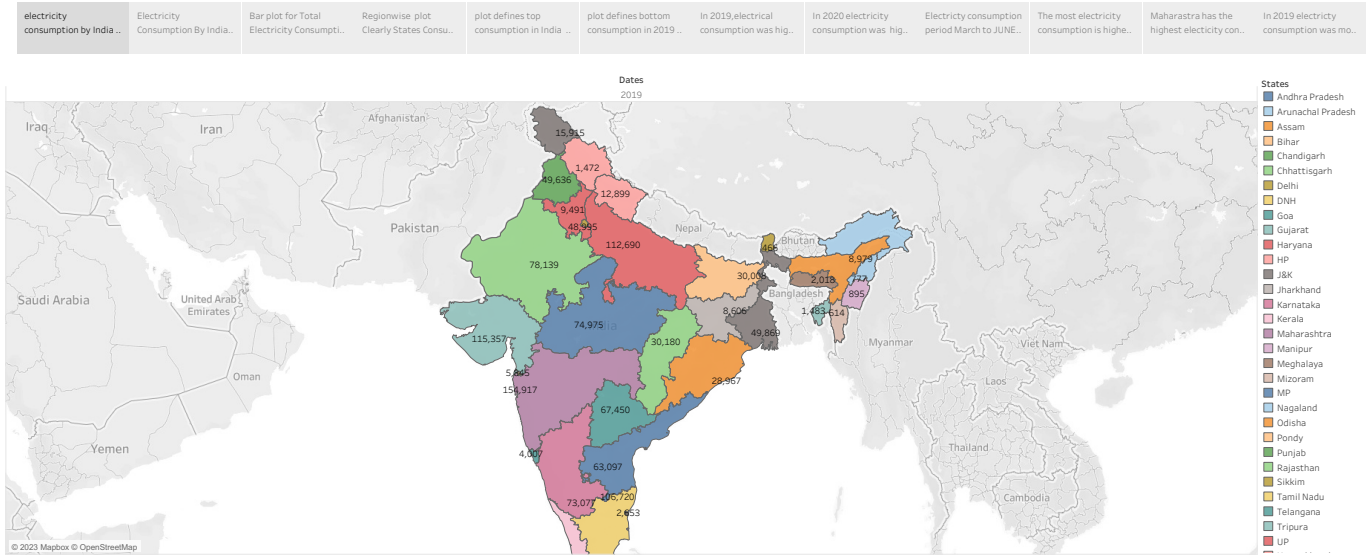 electricity
consumption by India ..
Electricity
Consumption By India..
Bar plot for Total
Electricity Consumpti..
Regionwise plot
Clearly States Consu..
plot defines top
consumption in India ..
plot defines bottom
consumption in 2019 ..
In 2019,electrical
consumption was hig..
In 2020 electricity
consumption was hig..
Electricty consumption
period March to JUNE..
The most electricity
consumption is highe..
Maharastra has the
highest electicity con..
In 2019 electricty
consumption was mo..
Dates
2019
States
Andhra Pradesh
Arunachal Pradesh
Assam
Bihar
Chandigarh
Chhattisgarh
Delhi
DNH
Goa
Gujarat
Haryana
HP
J&K
Jharkhand
Karnataka
Kerala
Maharashtra
Manipur
Meghalaya
Mizoram
MP
Nagaland
Odisha
Pondy
Punjab
Rajasthan
Sikkim
Tamil Nadu
Telangana
Tripura
UP
Iraq
Iran
Afghanistan
Pakistan
Nepal
Bhutan
Bangladesh
Saudi Arabia
United Arab
Emirates
Oman
Yemen
Myanmar
Viet Nam
Laos
Thailand
Cambodia
15,915
1,472
49,636
12,899
9,491
48,995
112,690
78,139
466
8,979
30,008
2,018
777
895
8,606
1,483
614
74,975
115,357
49,869
30,180
5,845
28,967
154,917
67,450
4,007
63,097
106,720
73,077
2,653
© 2023 Mapbox © OpenStreetMap